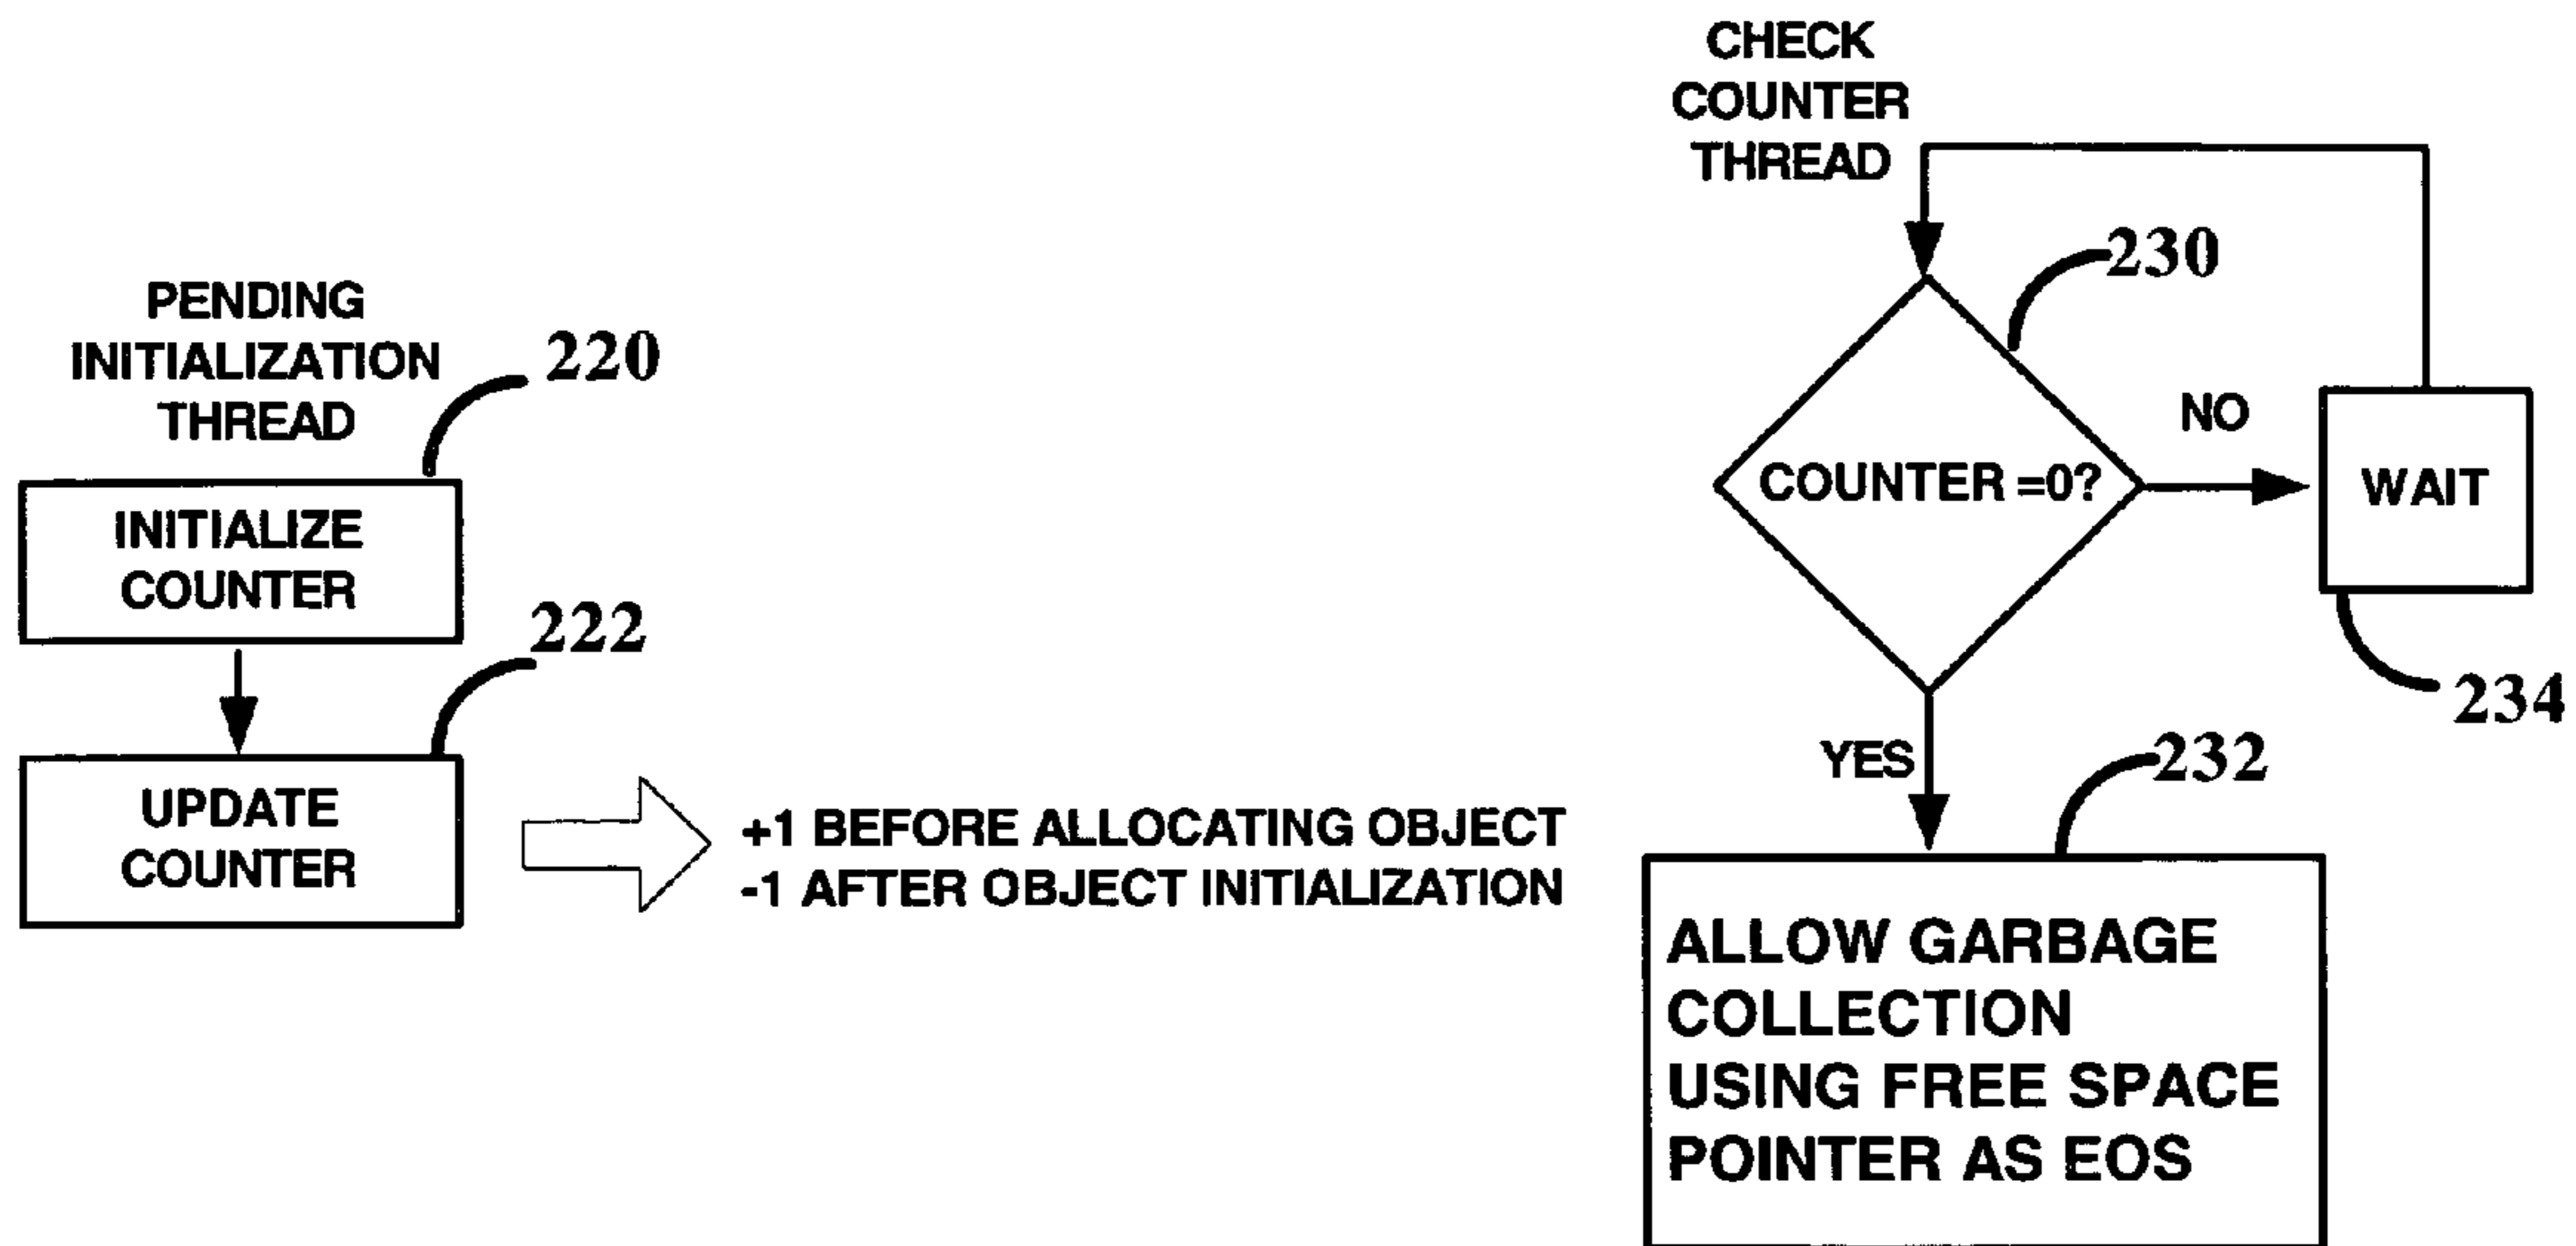 PENDING
INITIALIZATION
THREAD
220
INITIALIZE
COUNTER
222
UPDATE
COUNTER
+1 BEFORE ALLOCATING OBJECT
-1 AFTER OBJECT INITIALIZATION
CHECK
COUNTER
THREAD
230
COUNTER =0?
NO
WAIT
234
YES
232
ALLOW GARBAGE
COLLECTION
USING FREE SPACE
POINTER AS EOS